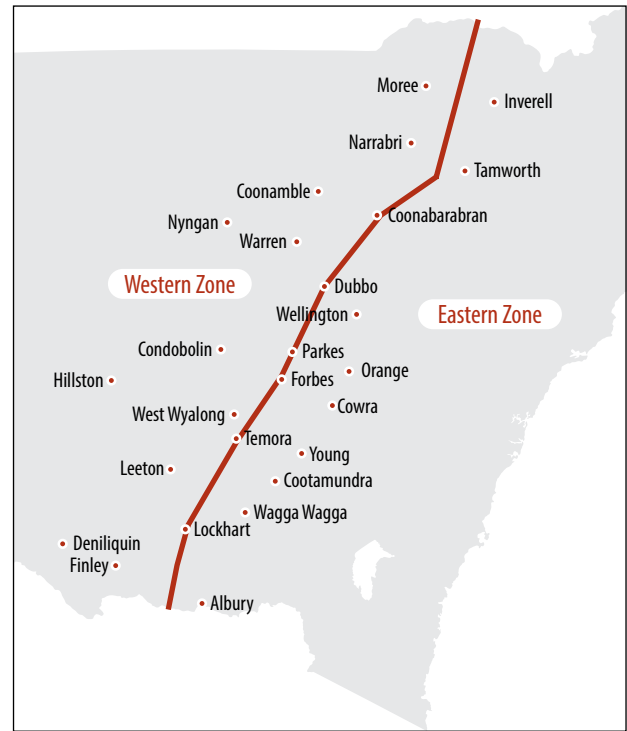 Moree
Inverell
Narrabri
Tamworth
Coonamble
Coonabarabran
Nyngan
Warren
Western Zone
Dubbo
Wellington
Eastern Zone
Condobolin
Parkes
Hillston
Forbes
Orange
West Wyalong
Cowra
Temora
Young
Leeton
Cootamundra
Wagga Wagga
Lockhart
Deniliquin
Finley
Albury